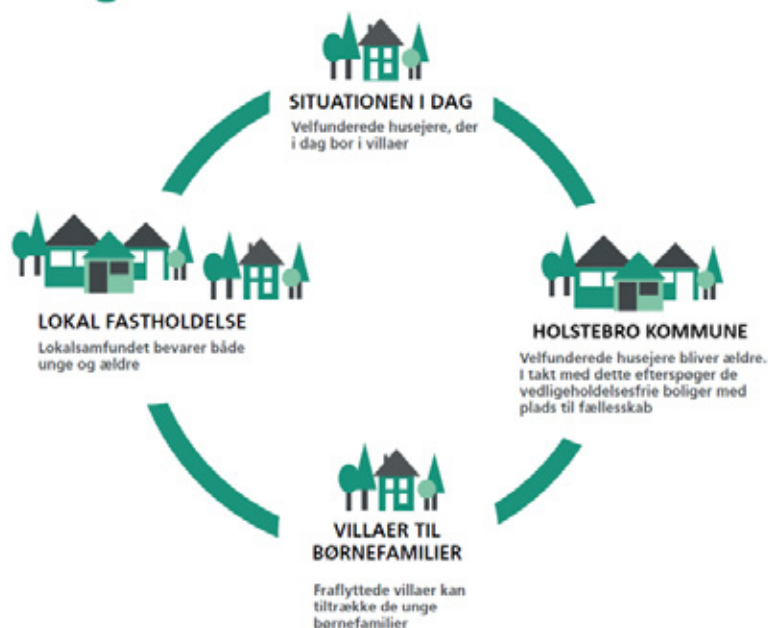 SITUATIONEN I DAG
Velfunderede husejere, der
i dag bor i villaer
HOLSTEBRO KOMMUNE
Velfunderede husejere bliver ældre.
I takt med dette efterspøger de
vedligeholdelsesfrie boliger med
plads til fællesskab
VILLAER TIL
BØRNEFAMILIER
Fraflyttede villaer kan
tiltrække de unge
børnefamilier
LOKAL FASTHOLDELSE
Lokalsamfundet bevarer både
unge og ældre